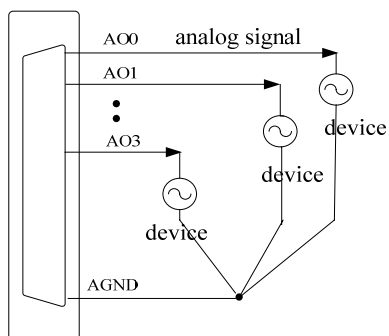 AO0 analog signal
AO1
device
AO3
device
device
AGND